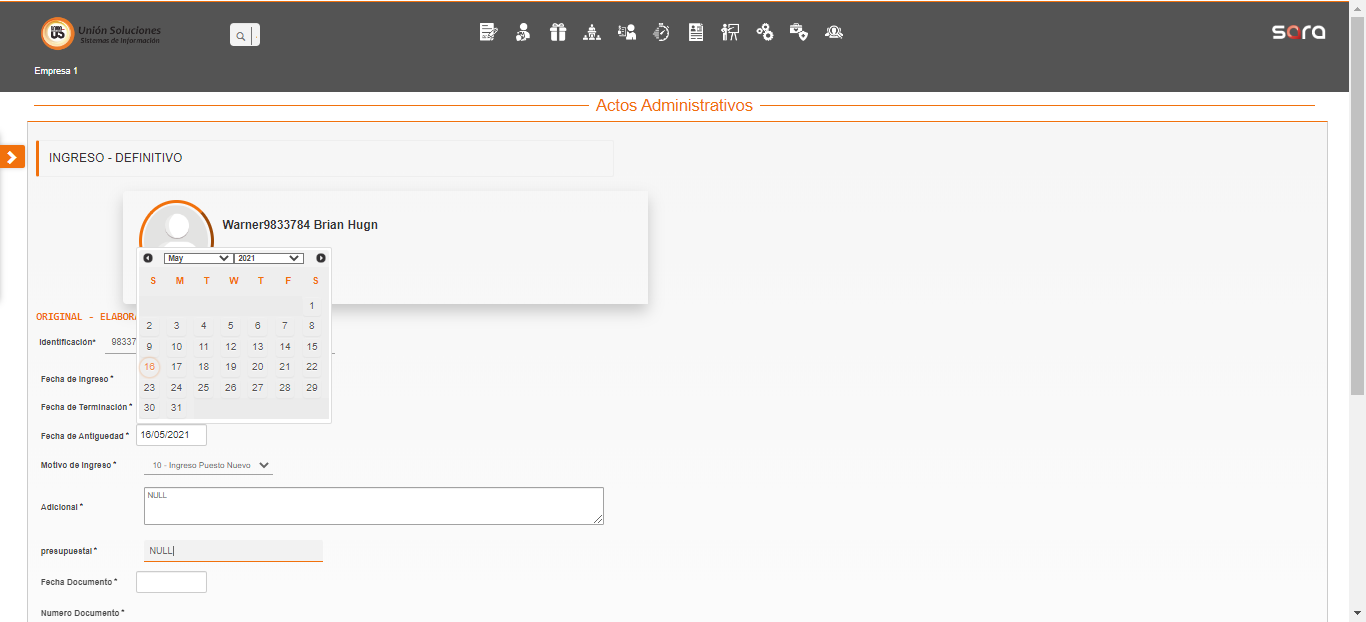 Unión Soluciones
Sistemas de Información
sara
Empresa 1
Actos Administrativos
INGRESO - DEFINITIVO
Warner9833784 Brian Hugn
May 2021
S M T W T F S
1
2 3 4 5 6 7 8
9 10 11 12 13 14 15
16 17 18 19 20 21 22
23 24 25 26 27 28 29
30 31
ORIGINAL - ELABORA
Identificación* 98337
Fecha de Ingreso *
Fecha de Terminación *
Fecha de Antiguedad * 16/05/2021
Motivo de Ingreso * 10 - Ingreso Puesto Nuevo
Adicional * NULL
presupuestal * NULL
Fecha Documento *
Numero Documento *